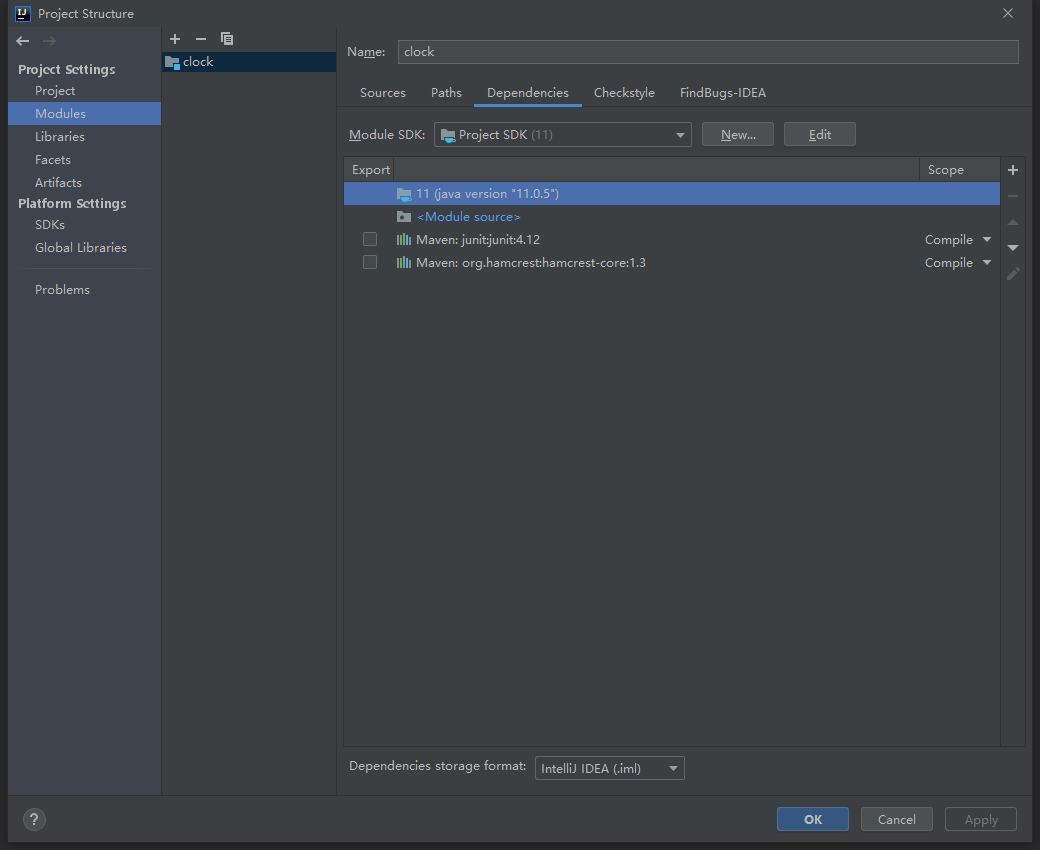 Project Structure
Project Settings
Project
Modules
Libraries
Facets
Artifacts
Platform Settings
SDKs
Global Libraries
Problems
clock
Name: clock
Sources Paths Dependencies Checkstyle FindBugs-IDEA
Module SDK: Project SDK (11) New... Edit
Export Scope
11 (java version "11.0.5")
<Module source>
Maven: junit:junit:4.12 Compile
Maven: org.hamcrest:hamcrest-core:1.3 Compile
Dependencies storage format: IntelliJ IDEA (.iml)
? OK Cancel Apply